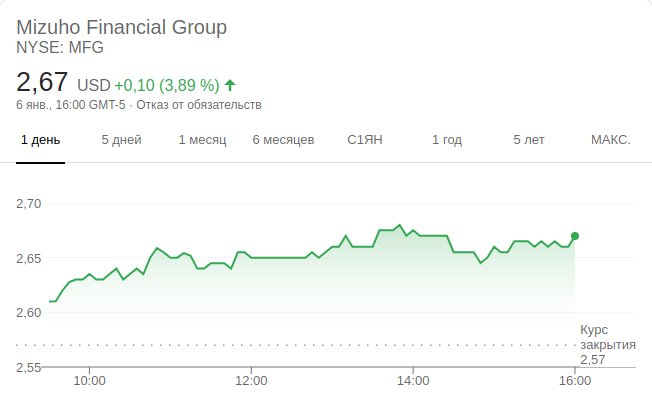 Mizuho Financial Group
NYSE: MFG
2,67 USD +0,10 (3,89 %)
6 янв., 16:00 GMT-5 · Отказ от обязательств
1 день 5 дней 1 месяц 6 месяцев С1ЯН 1 год 5 лет МАКС.
2,70
2,65
2,60
Курс
закрытия
2,57
2,55
10:00 12:00 14:00 16:00